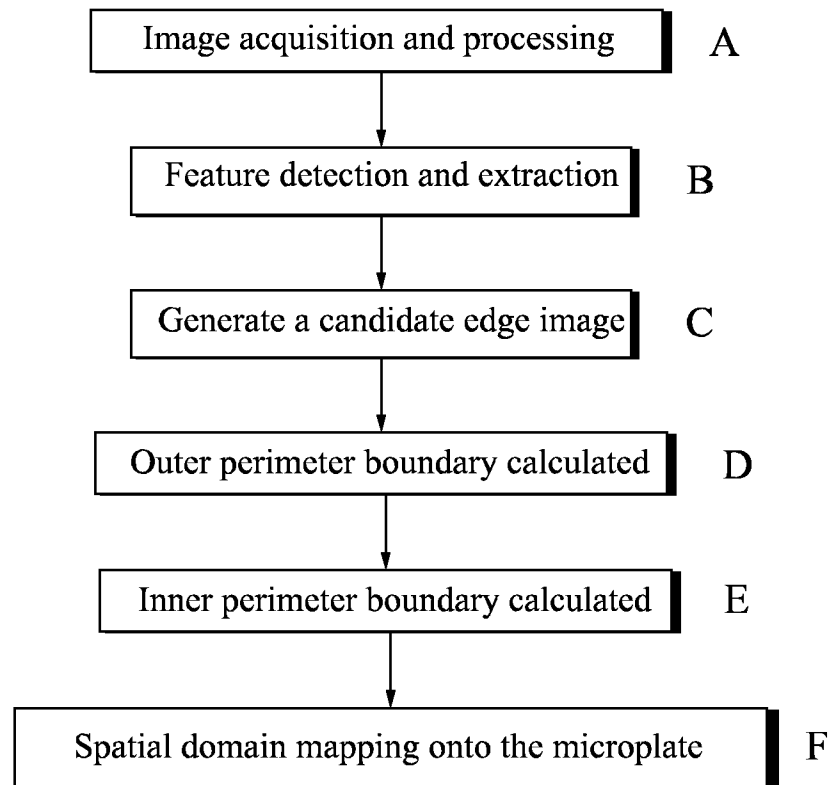 Image acquisition and processing A
Feature detection and extraction B
Generate a candidate edge image C
Outer perimeter boundary calculated D
Inner perimeter boundary calculated E
Spatial domain mapping onto the microplate F